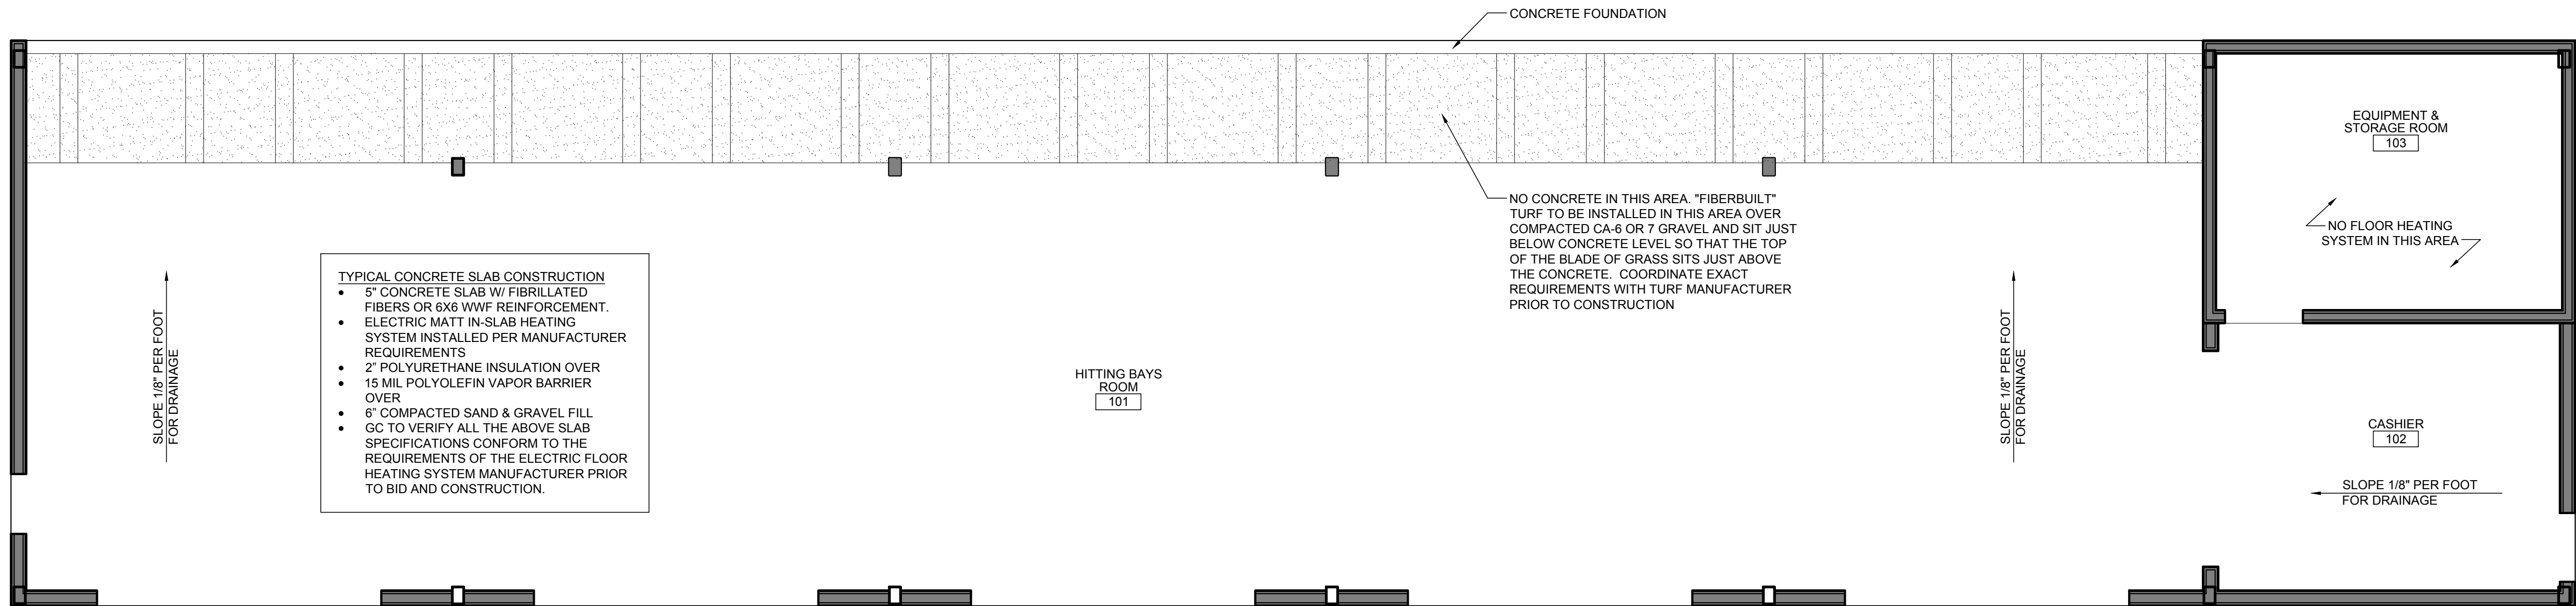 CONCRETE FOUNDATION
EQUIPMENT &
STORAGE ROOM
103
NO CONCRETE IN THIS AREA. "FIBERBUILT"
TURF TO BE INSTALLED IN THIS AREA OVER
COMPACTED CA-6 OR 7 GRAVEL AND SIT JUST
BELOW CONCRETE LEVEL SO THAT THE TOP
OF THE BLADE OF GRASS SITS JUST ABOVE
THE CONCRETE. COORDINATE EXACT
REQUIREMENTS WITH TURF MANUFACTURER
PRIOR TO CONSTRUCTION
NO FLOOR HEATING
SYSTEM IN THIS AREA
SLOPE 1/8" PER FOOT
FOR DRAINAGE
TYPICAL CONCRETE SLAB CONSTRUCTION
• 5" CONCRETE SLAB W/ FIBRILLATED
FIBERS OR 6X6 WWF REINFORCEMENT.
• ELECTRIC MATT IN-SLAB HEATING
SYSTEM INSTALLED PER MANUFACTURER
REQUIREMENTS
• 2" POLYURETHANE INSULATION OVER
• 15 MIL POLYOLEFIN VAPOR BARRIER
OVER
• 6" COMPACTED SAND & GRAVEL FILL
• GC TO VERIFY ALL THE ABOVE SLAB
SPECIFICATIONS CONFORM TO THE
REQUIREMENTS OF THE ELECTRIC FLOOR
HEATING SYSTEM MANUFACTURER PRIOR
TO BID AND CONSTRUCTION.
HITTING BAYS
ROOM
101
SLOPE 1/8" PER FOOT
FOR DRAINAGE
CASHIER
102
SLOPE 1/8" PER FOOT
FOR DRAINAGE